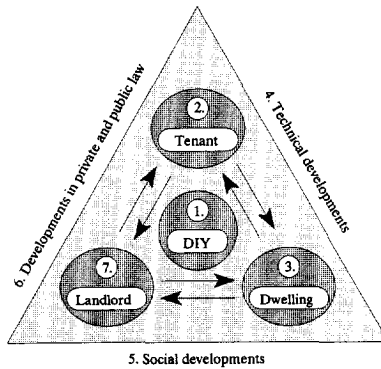 2.
Tenant
1.
DIY
7.
Landlord
3.
Dwelling
6. Developments in private and public law
4. Technical developments
5. Social developments